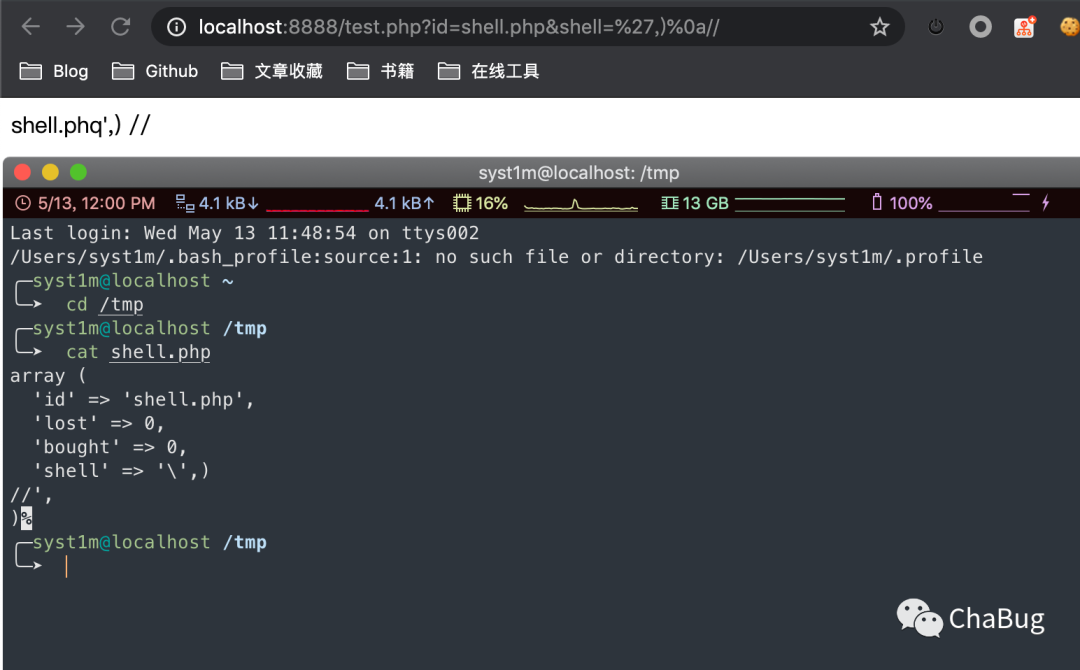 localhost:8888/test.php?id=shell.php&shell=%27,)%0a//
Blog Github 文章收藏 书籍 在线工具
shell.phq',) //
syst1m@localhost: /tmp
5/13, 12:00 PM 4.1 kB↓ 4.1 kB↑ 16% 13 GB 100%
Last login: Wed May 13 11:48:54 on ttys002
/Users/syst1m/.bash_profile:source:1: no such file or directory: /Users/syst1m/.profile
syst1m@localhost ~
cd /tmp
syst1m@localhost /tmp
cat shell.php
array (
'id' => 'shell.php',
'lost' => 0,
'bought' => 0,
'shell' => '\',)
//',
)%
syst1m@localhost /tmp
ChaBug